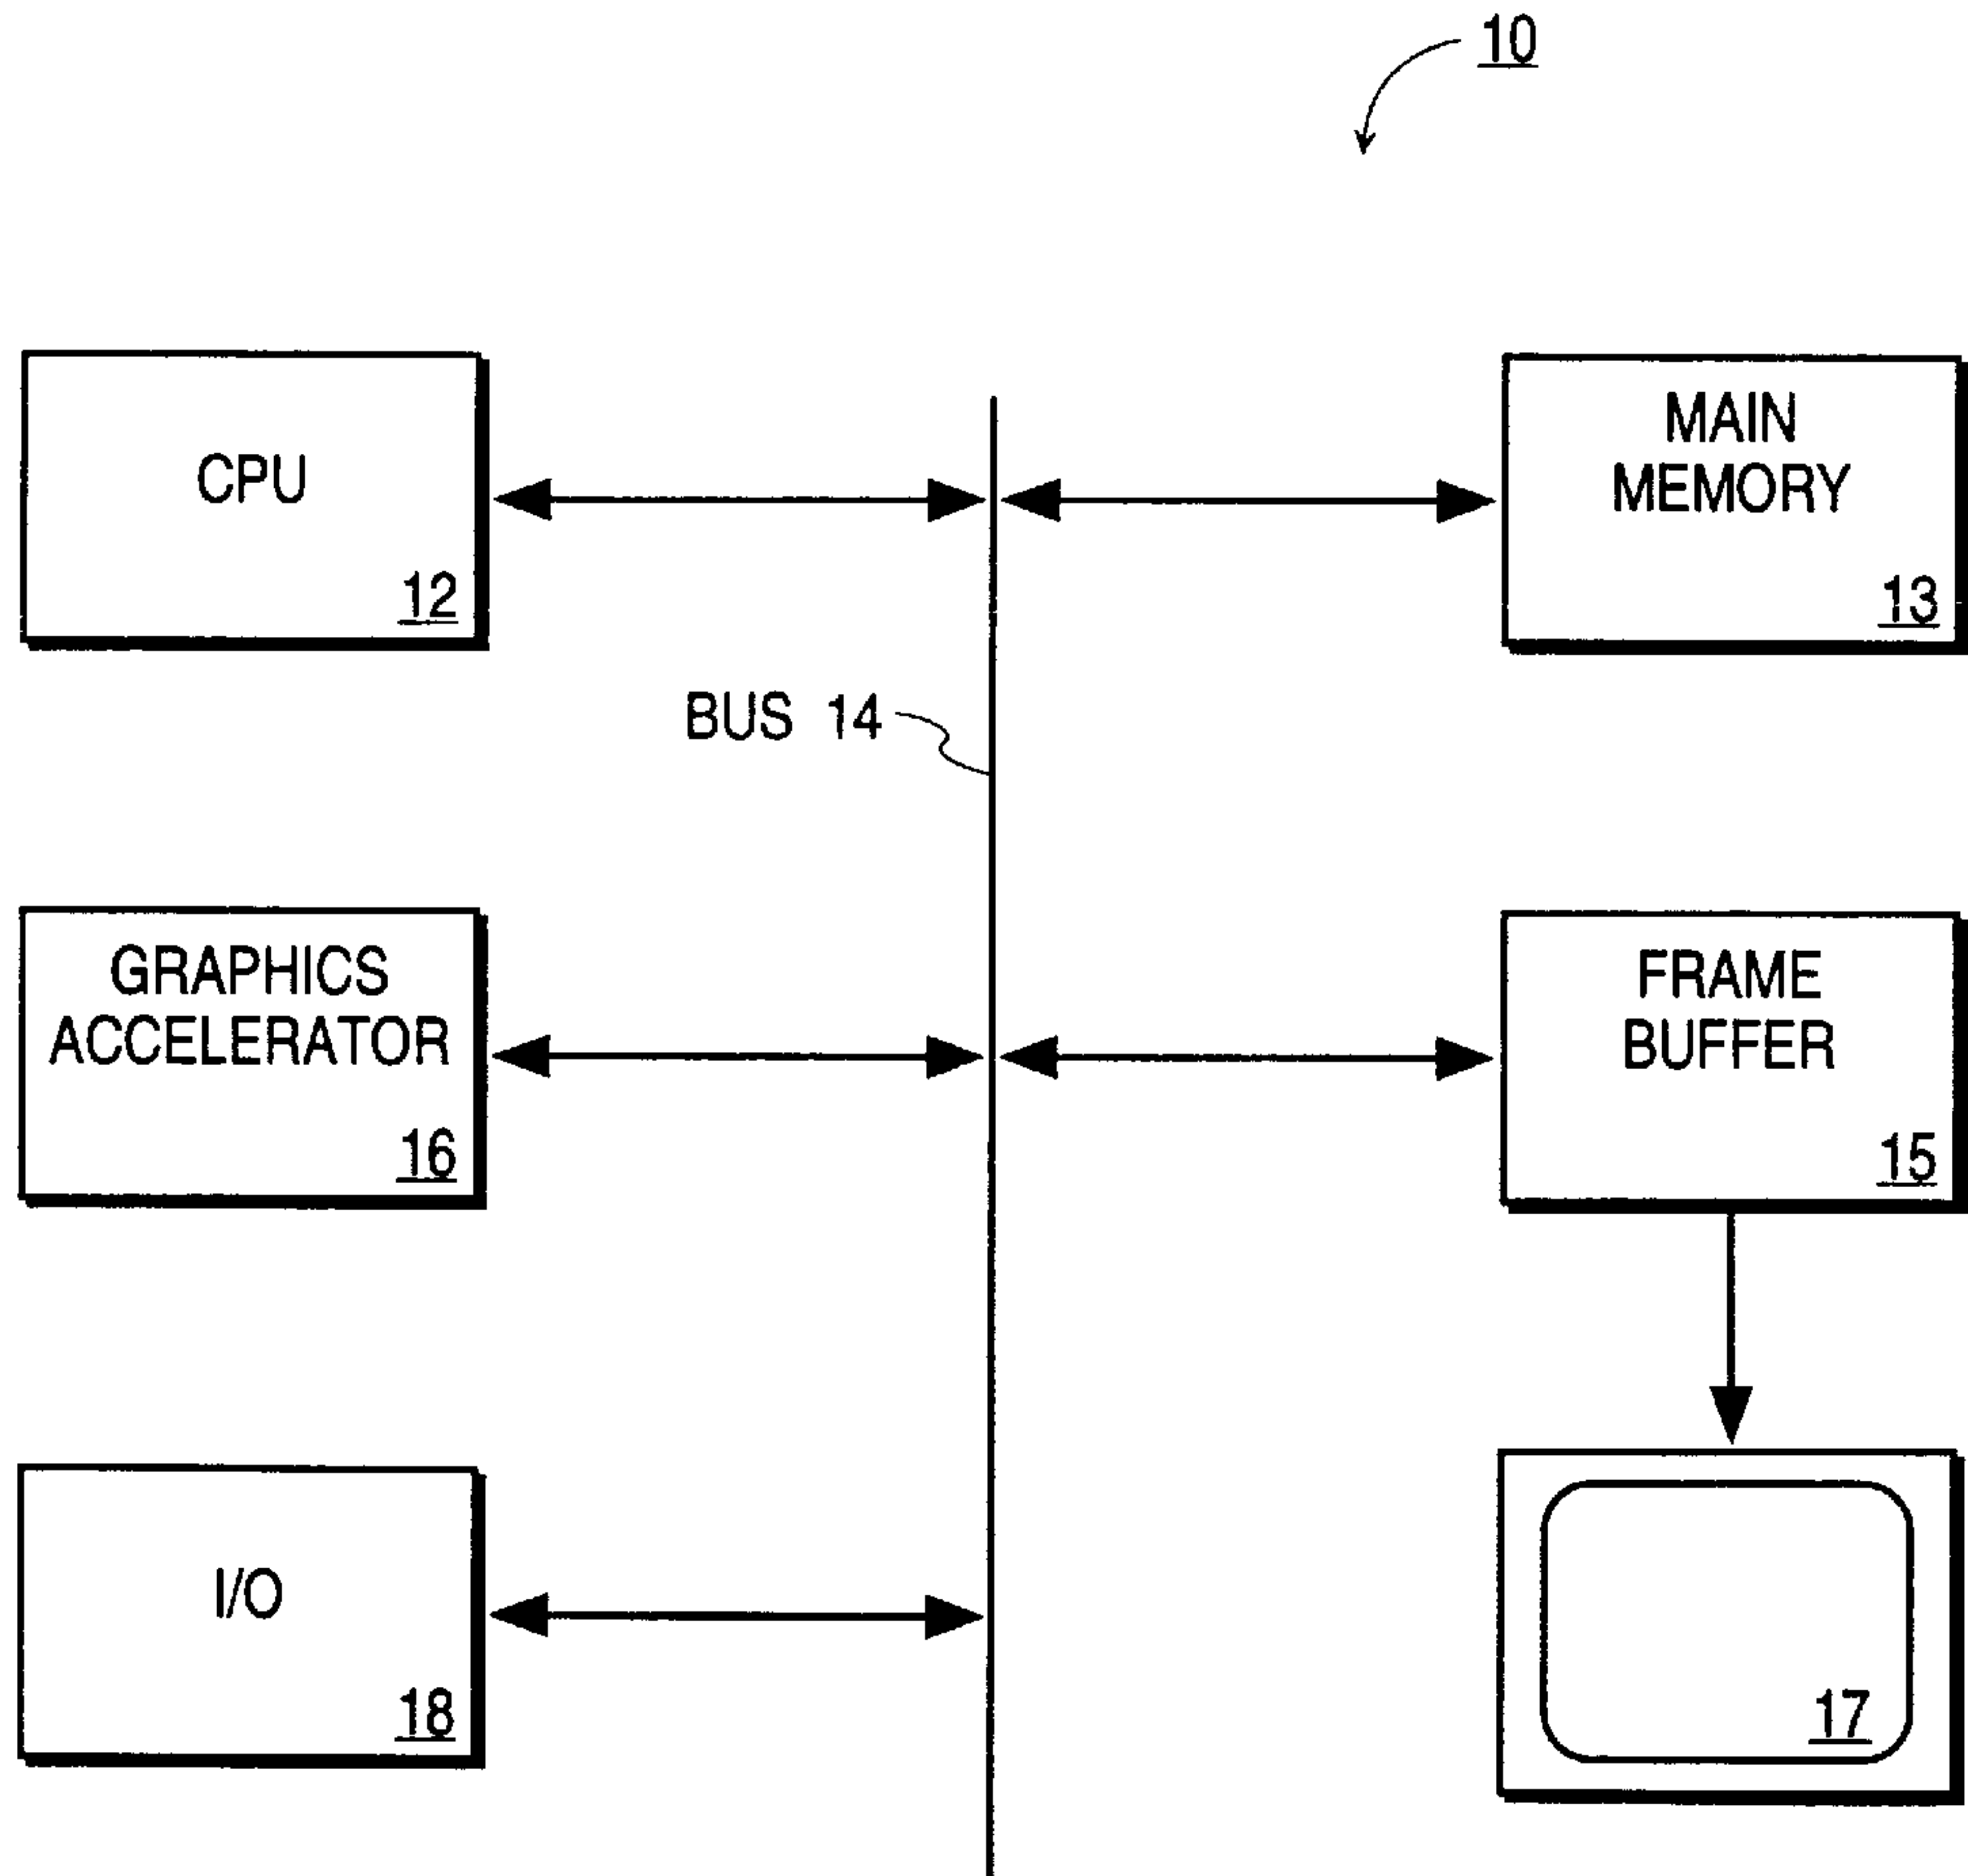 10
CPU
12
MAIN
MEMORY
13
BUS 14
GRAPHICS
ACCELERATOR
16
FRAME
BUFFER
15
I/O
18
17